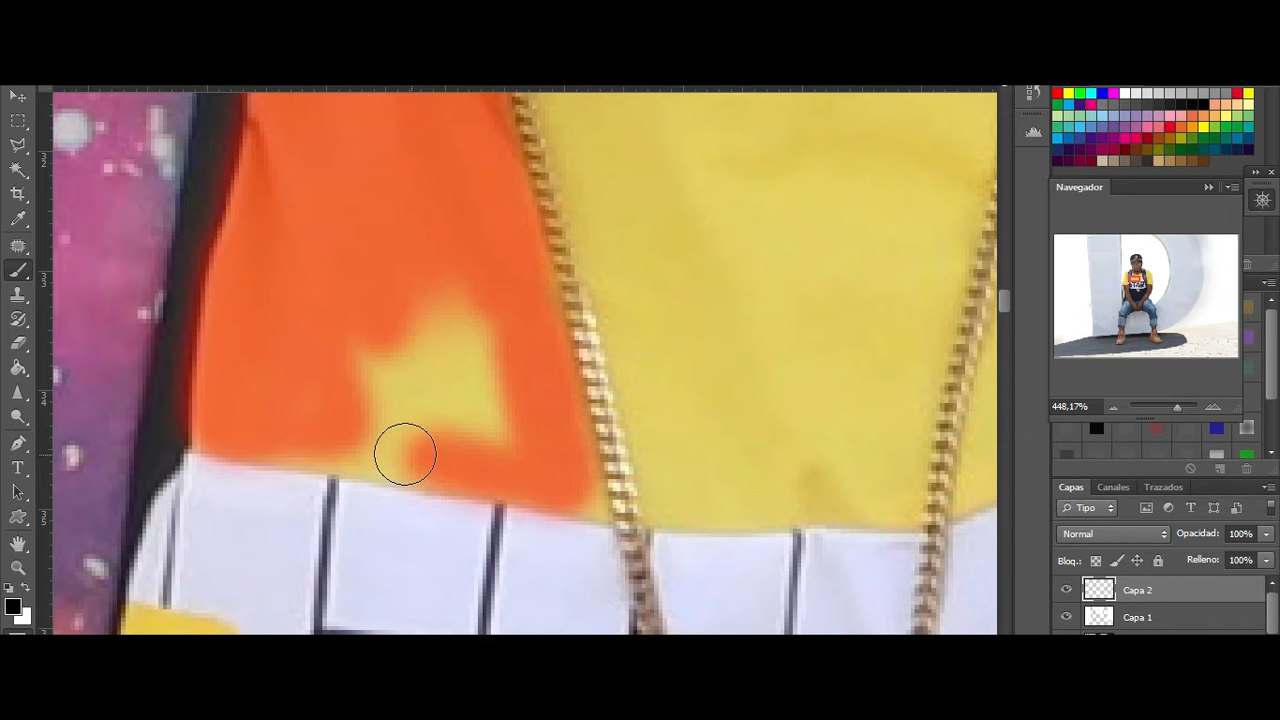 Navegador
448,17%
Capas Canales Trazados
Tipo
Normal Opacidad: 100%
Bloq.: Relleno: 100%
Capa 2
Capa 1